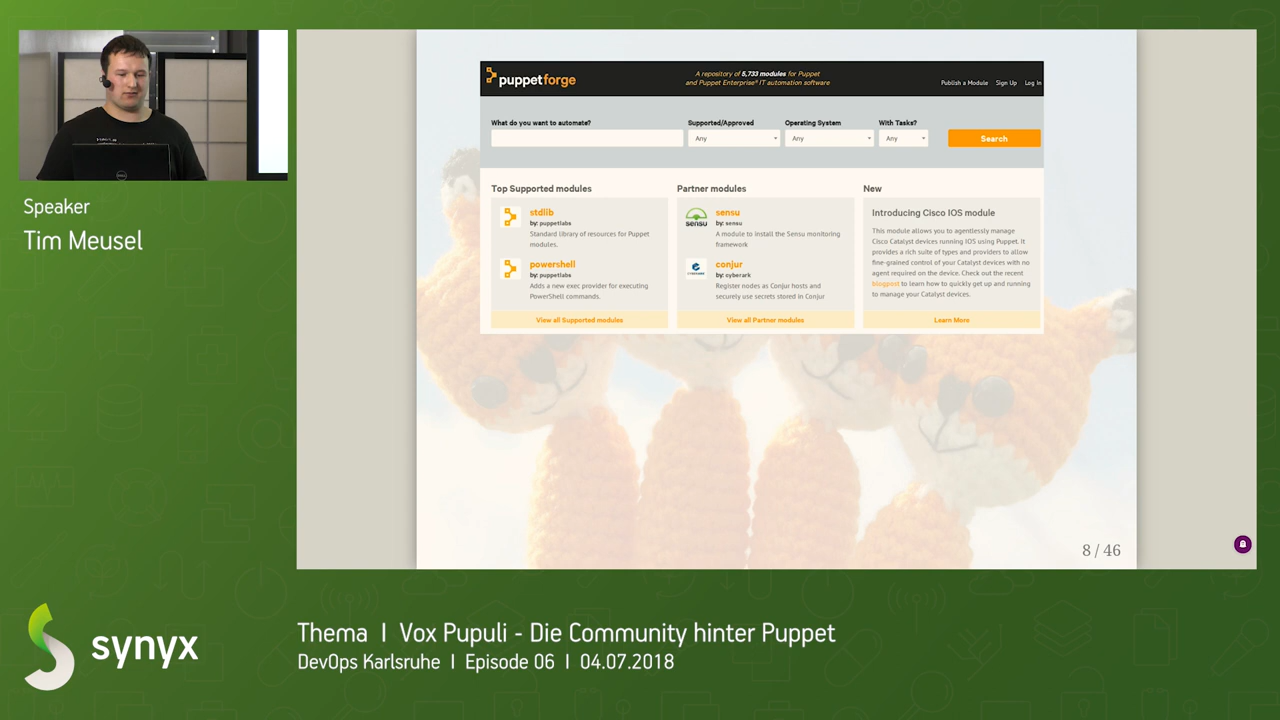 Speaker
Tim Meusel
puppetforge
A repository of 5,733 modules for Puppet
and Puppet Enterprise® IT automation software
Publish a Module Sign Up Log In
What do you want to automate?
Supported/Approved
Operating System
With Tasks?
Any
Any
Any
Search
Top Supported modules
stdlib
by: puppetlabs
Standard library of resources for Puppet
modules.
powershell
by: puppetlabs
Adds a new exec provider for executing
PowerShell commands.
View all Supported modules
Partner modules
sensu
sensu
by: sensu
A module to install the Sensu monitoring
framework
CYBERARK
conjur
by: cyberark
Register nodes as Conjur hosts and
securely use secrets stored in Conjur
View all Partner modules
New
Introducing Cisco IOS module
This module allows you to agentlessly manage
Cisco Catalyst devices running IOS using Puppet. It
provides a rich suite of types and providers to allow
fine-grained control of your Catalyst devices with no
agent required on the device. Check out the recent
blogpost to learn how to quickly get up and running
to manage your Catalyst devices.
Learn More
8 / 46
synyx
Thema I Vox Pupuli - Die Community hinter Puppet
DevOps Karlsruhe I Episode 06 I 04.07.2018